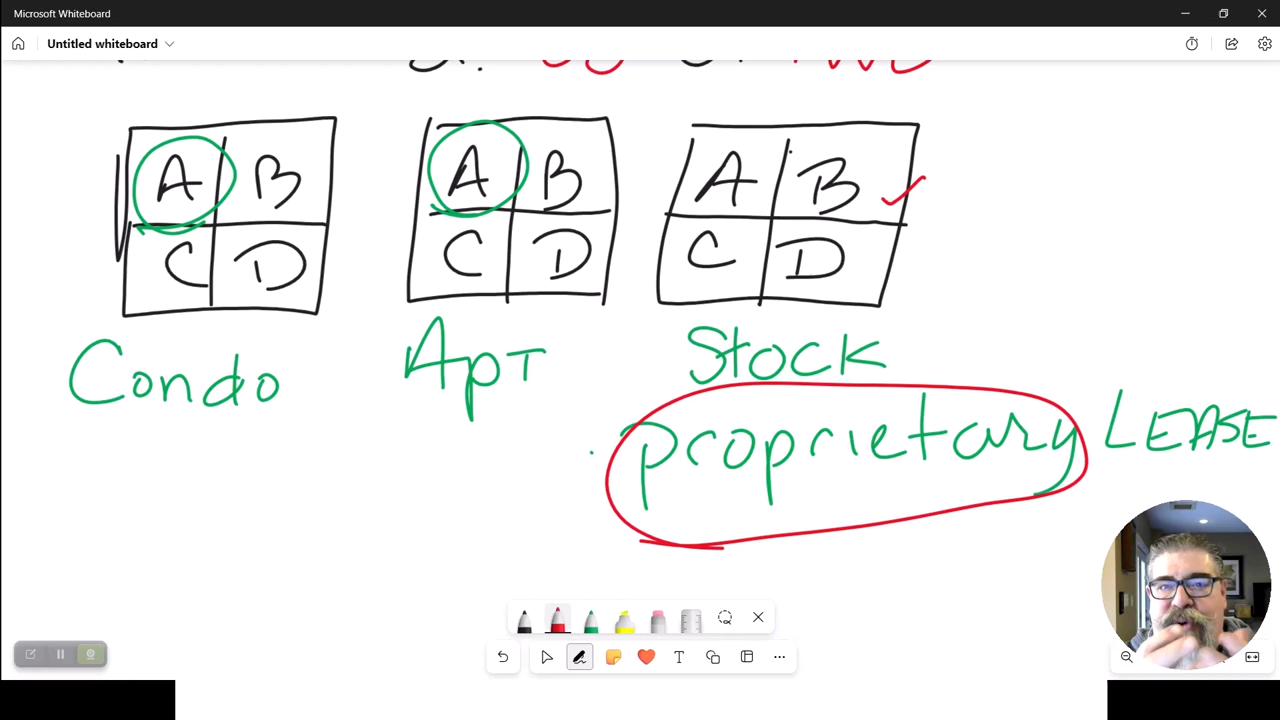 Microsoft Whiteboard
Untitled whiteboard
A B A B A B
C D C D C D
Condo Apt Stock
proprietary LEASE
T